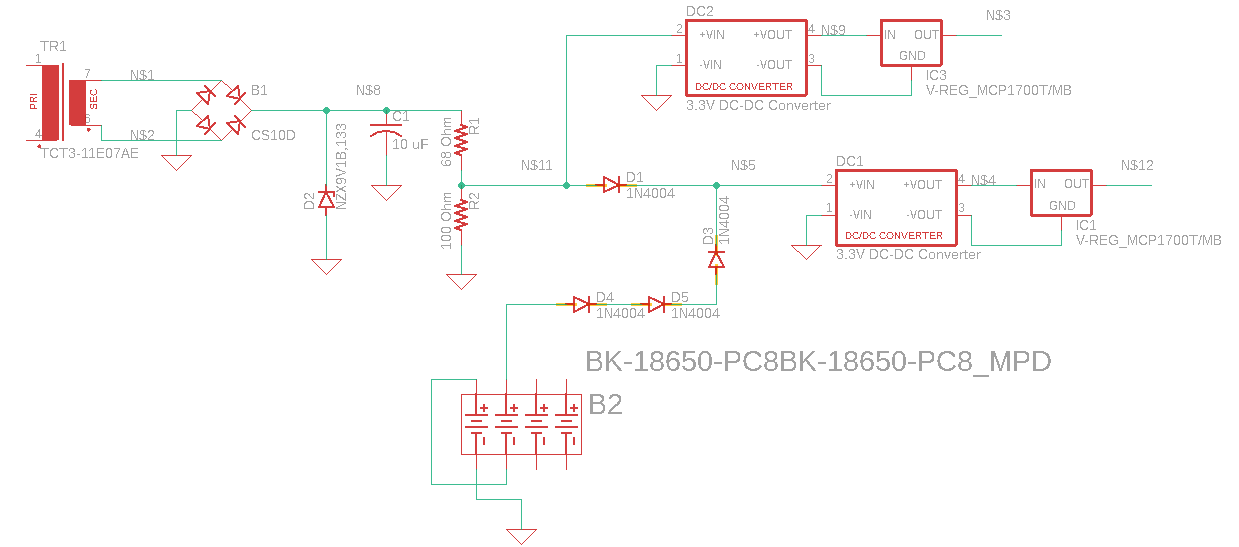 DC2
N$3
2
+VIN
+VOUT
4
N$9
IN
OUT
1
-VIN
-VOUT
3
GND
DC/DC CONVERTER
IC3
3.3V DC-DC Converter
V-REG_MCP1700T/MB
TR1
1
7
N$1
PRI
SEC
B1
N$8
C1
4
6
N$2
CS10D
10 uF
TCT3-11E07AE
D2
NZX9V1B,133
68 Ohm
R1
100 Ohm
R2
N$11
D1
1N4004
N$5
DC1
N$12
2
+VIN
+VOUT
4
N$4
IN
OUT
1
-VIN
-VOUT
3
GND
DC/DC CONVERTER
IC1
3.3V DC-DC Converter
V-REG_MCP1700T/MB
D3
1N4004
D4
1N4004
D5
1N4004
BK-18650-PC8BK-18650-PC8_MPD
B2